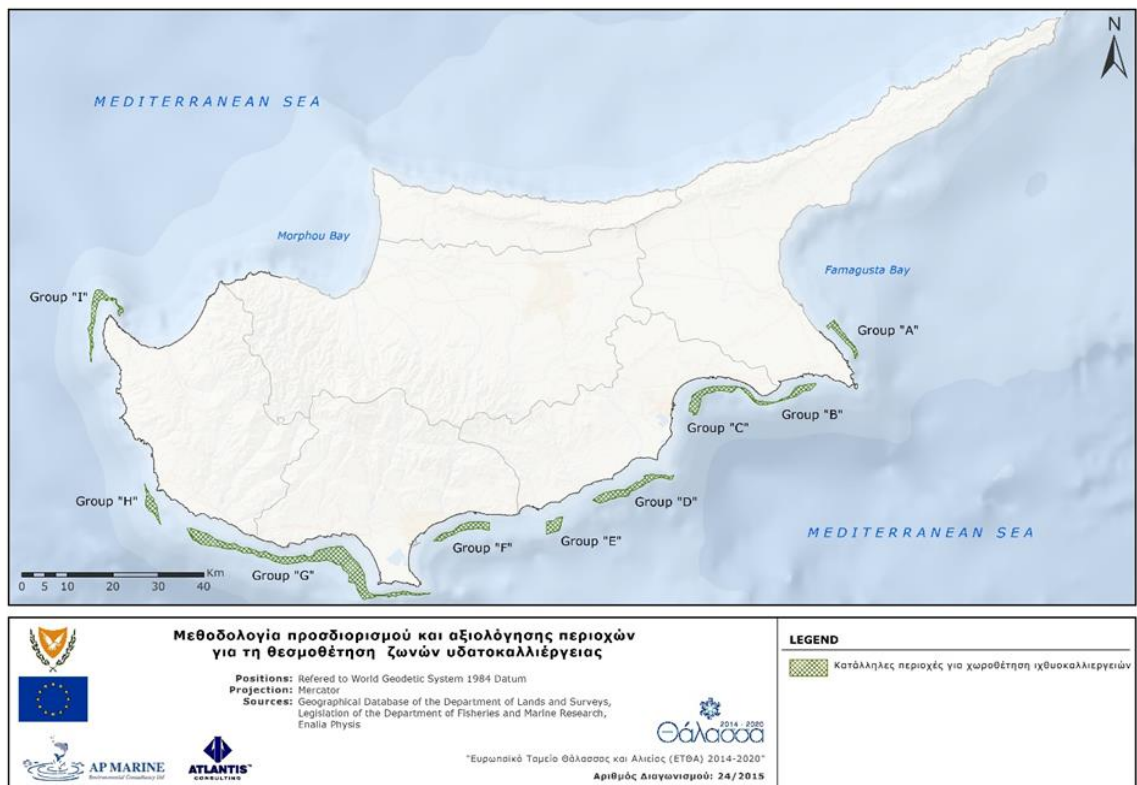 N
MEDITERRANEAN SEA
Morphou Bay
Famagusta Bay
Group "I"
Group "A"
Group "B"
Group "C"
Group "H"
Group "D"
Group "F"
Group "E"
Group "G"
MEDITERRANEAN SEA
Km
0 5 10 20 30 40
Μεθοδολογία προσδιορισμού και αξιολόγησης περιοχών
για τη θεσμοθέτηση ζωνών υδατοκαλλιέργειας
Positions: Refered to World Geodetic System 1984 Datum
Projection: Mercator
Sources: Geographical Database of the Department of Lands and Surveys,
Legislation of the Department of Fisheries and Marine Research,
Enalia Physis
LEGEND
Κατάλληλες περιοχές για χωροθέτηση ιχθυοκαλλιεργειών
2014 - 2020
Θάλασσα
AP MARINE
Environmental Consultancy Ltd
ATLANTIS
CONSULTING
"Ευρωπαϊκό Ταμείο Θάλασσας και Αλιείας (ΕΤΘΑ) 2014-2020"
Αριθμός Διαγωνισμού: 24/2015